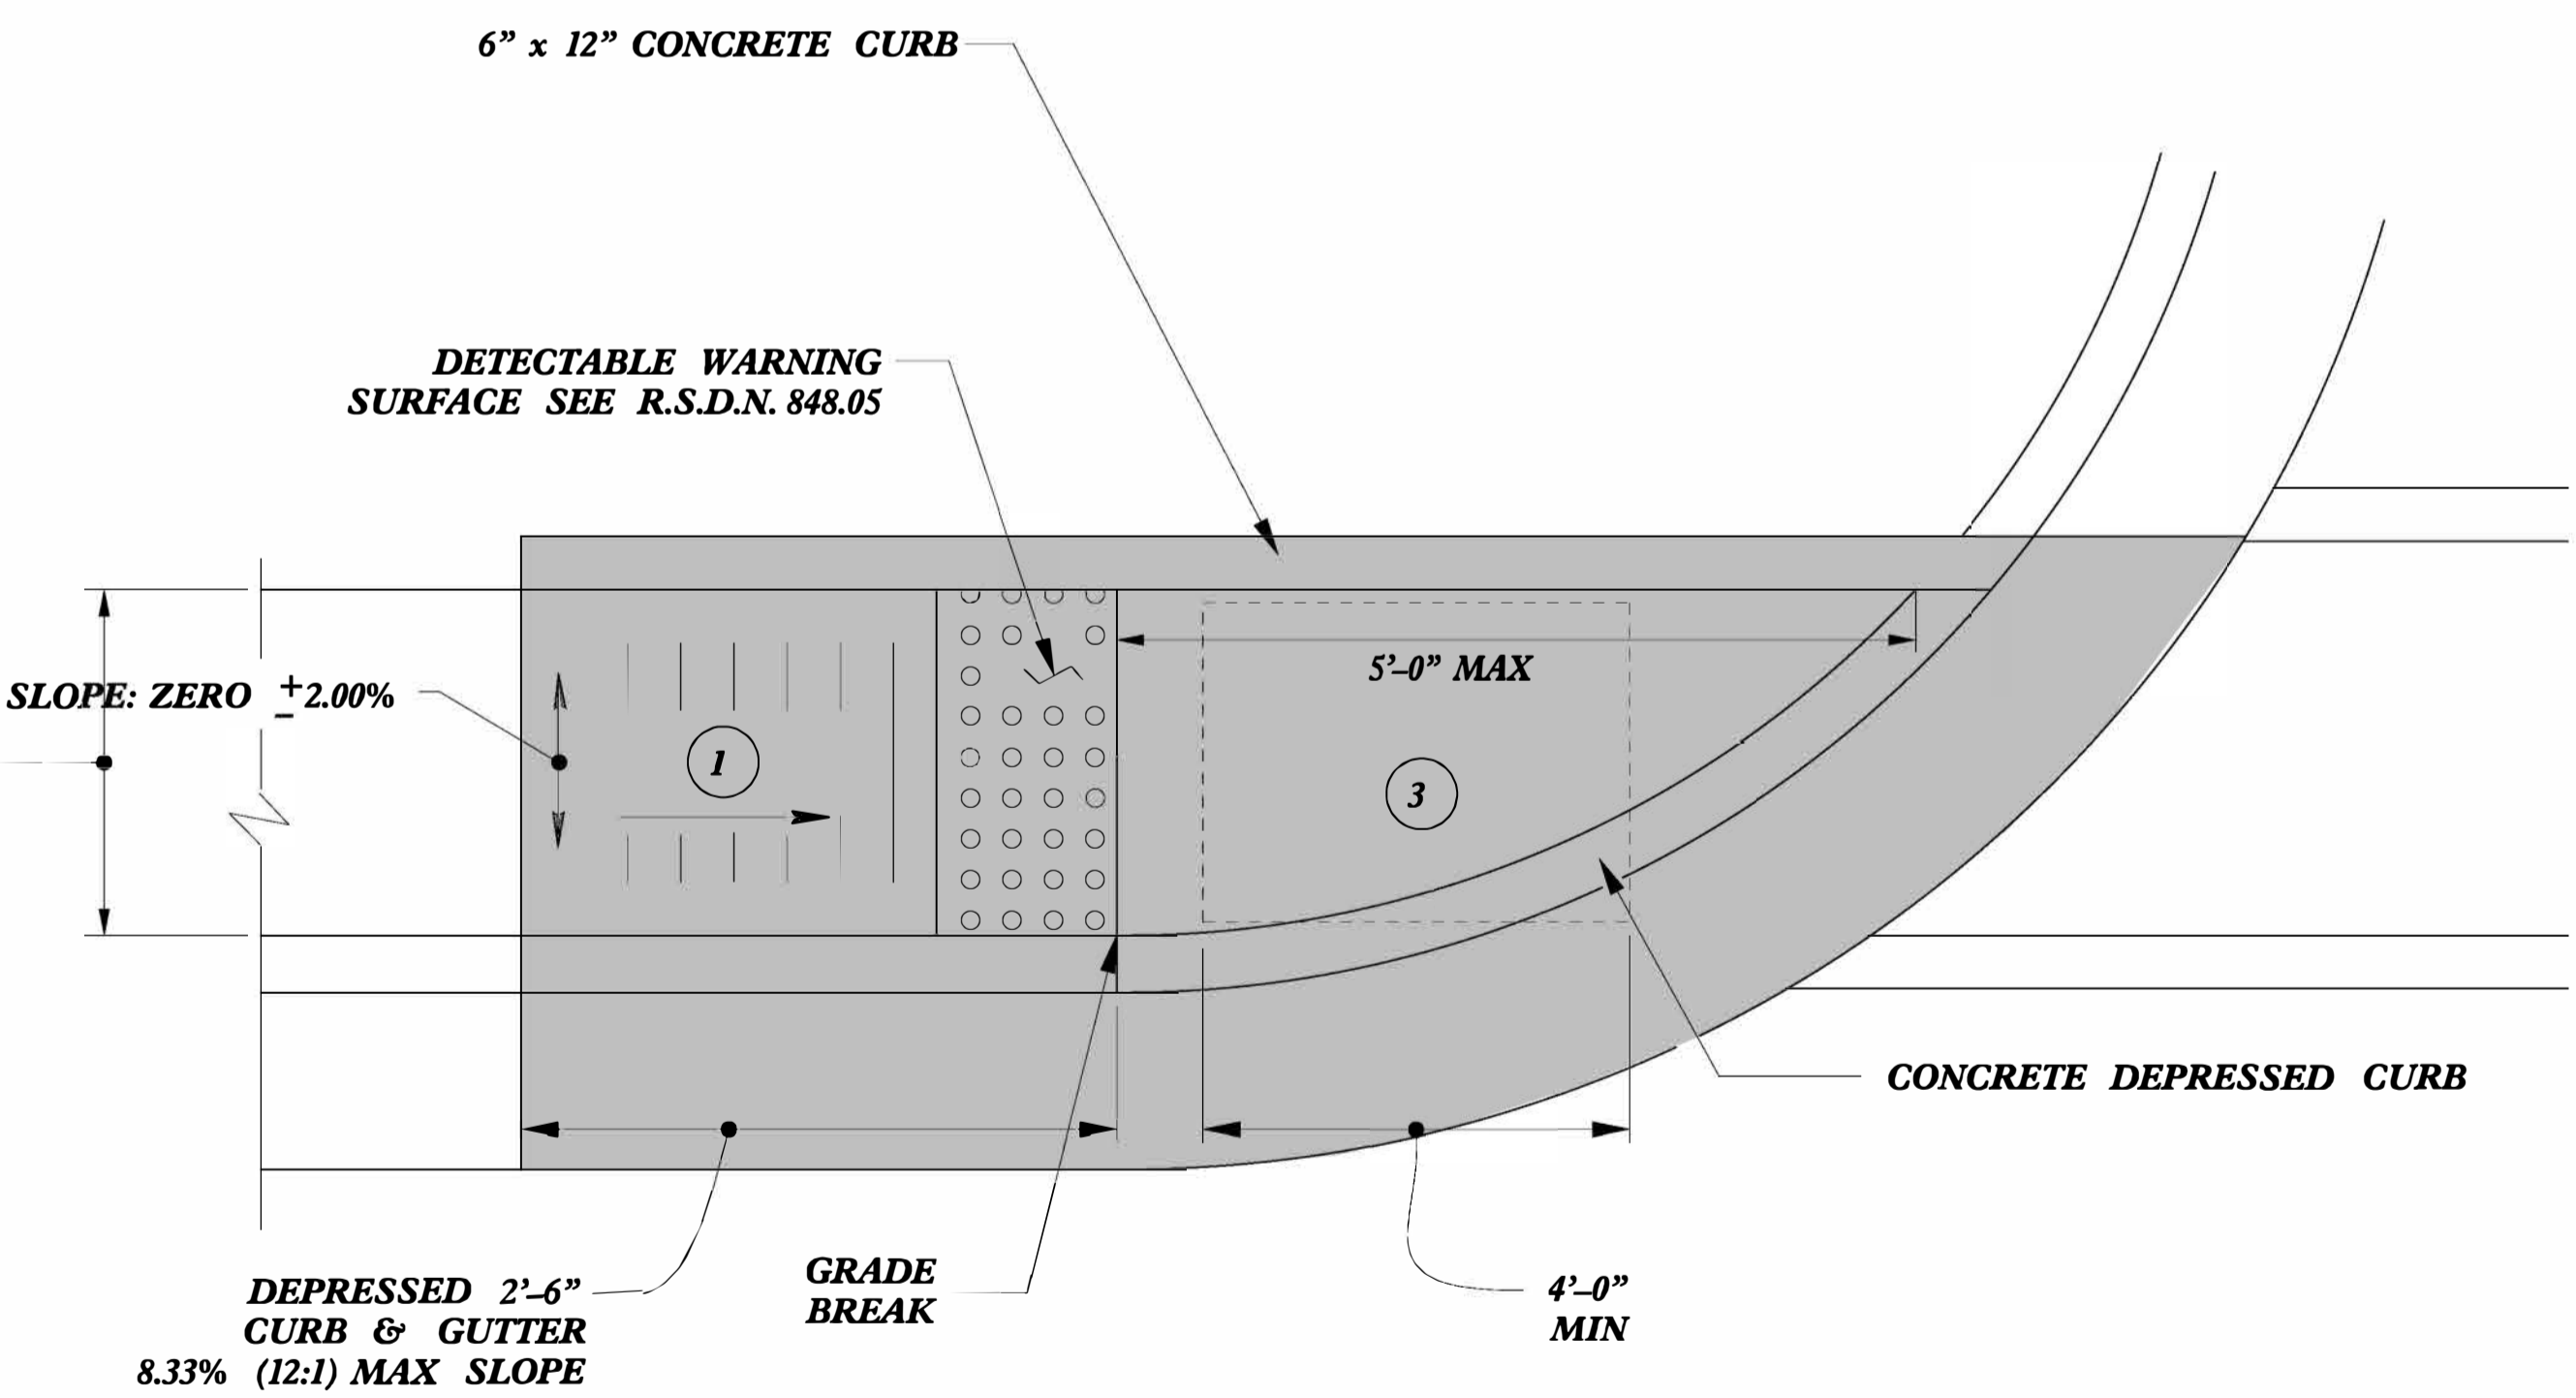 6” x 12” CONCRETE CURB
DETECTABLE WARNING
SURFACE SEE R.S.D.N. 848.05
5’–0” MAX
SLOPE: ZERO ±2.00%
1
3
CONCRETE DEPRESSED CURB
DEPRESSED 2’–6”
CURB & GUTTER
8.33% (12:1) MAX SLOPE
GRADE
BREAK
4’–0”
MIN